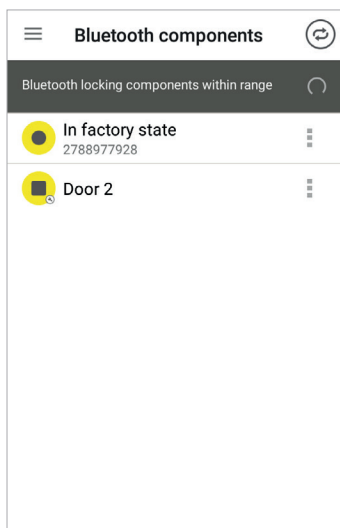 Bluetooth components
Bluetooth locking components within range
In factory state
2788977928
Door 2